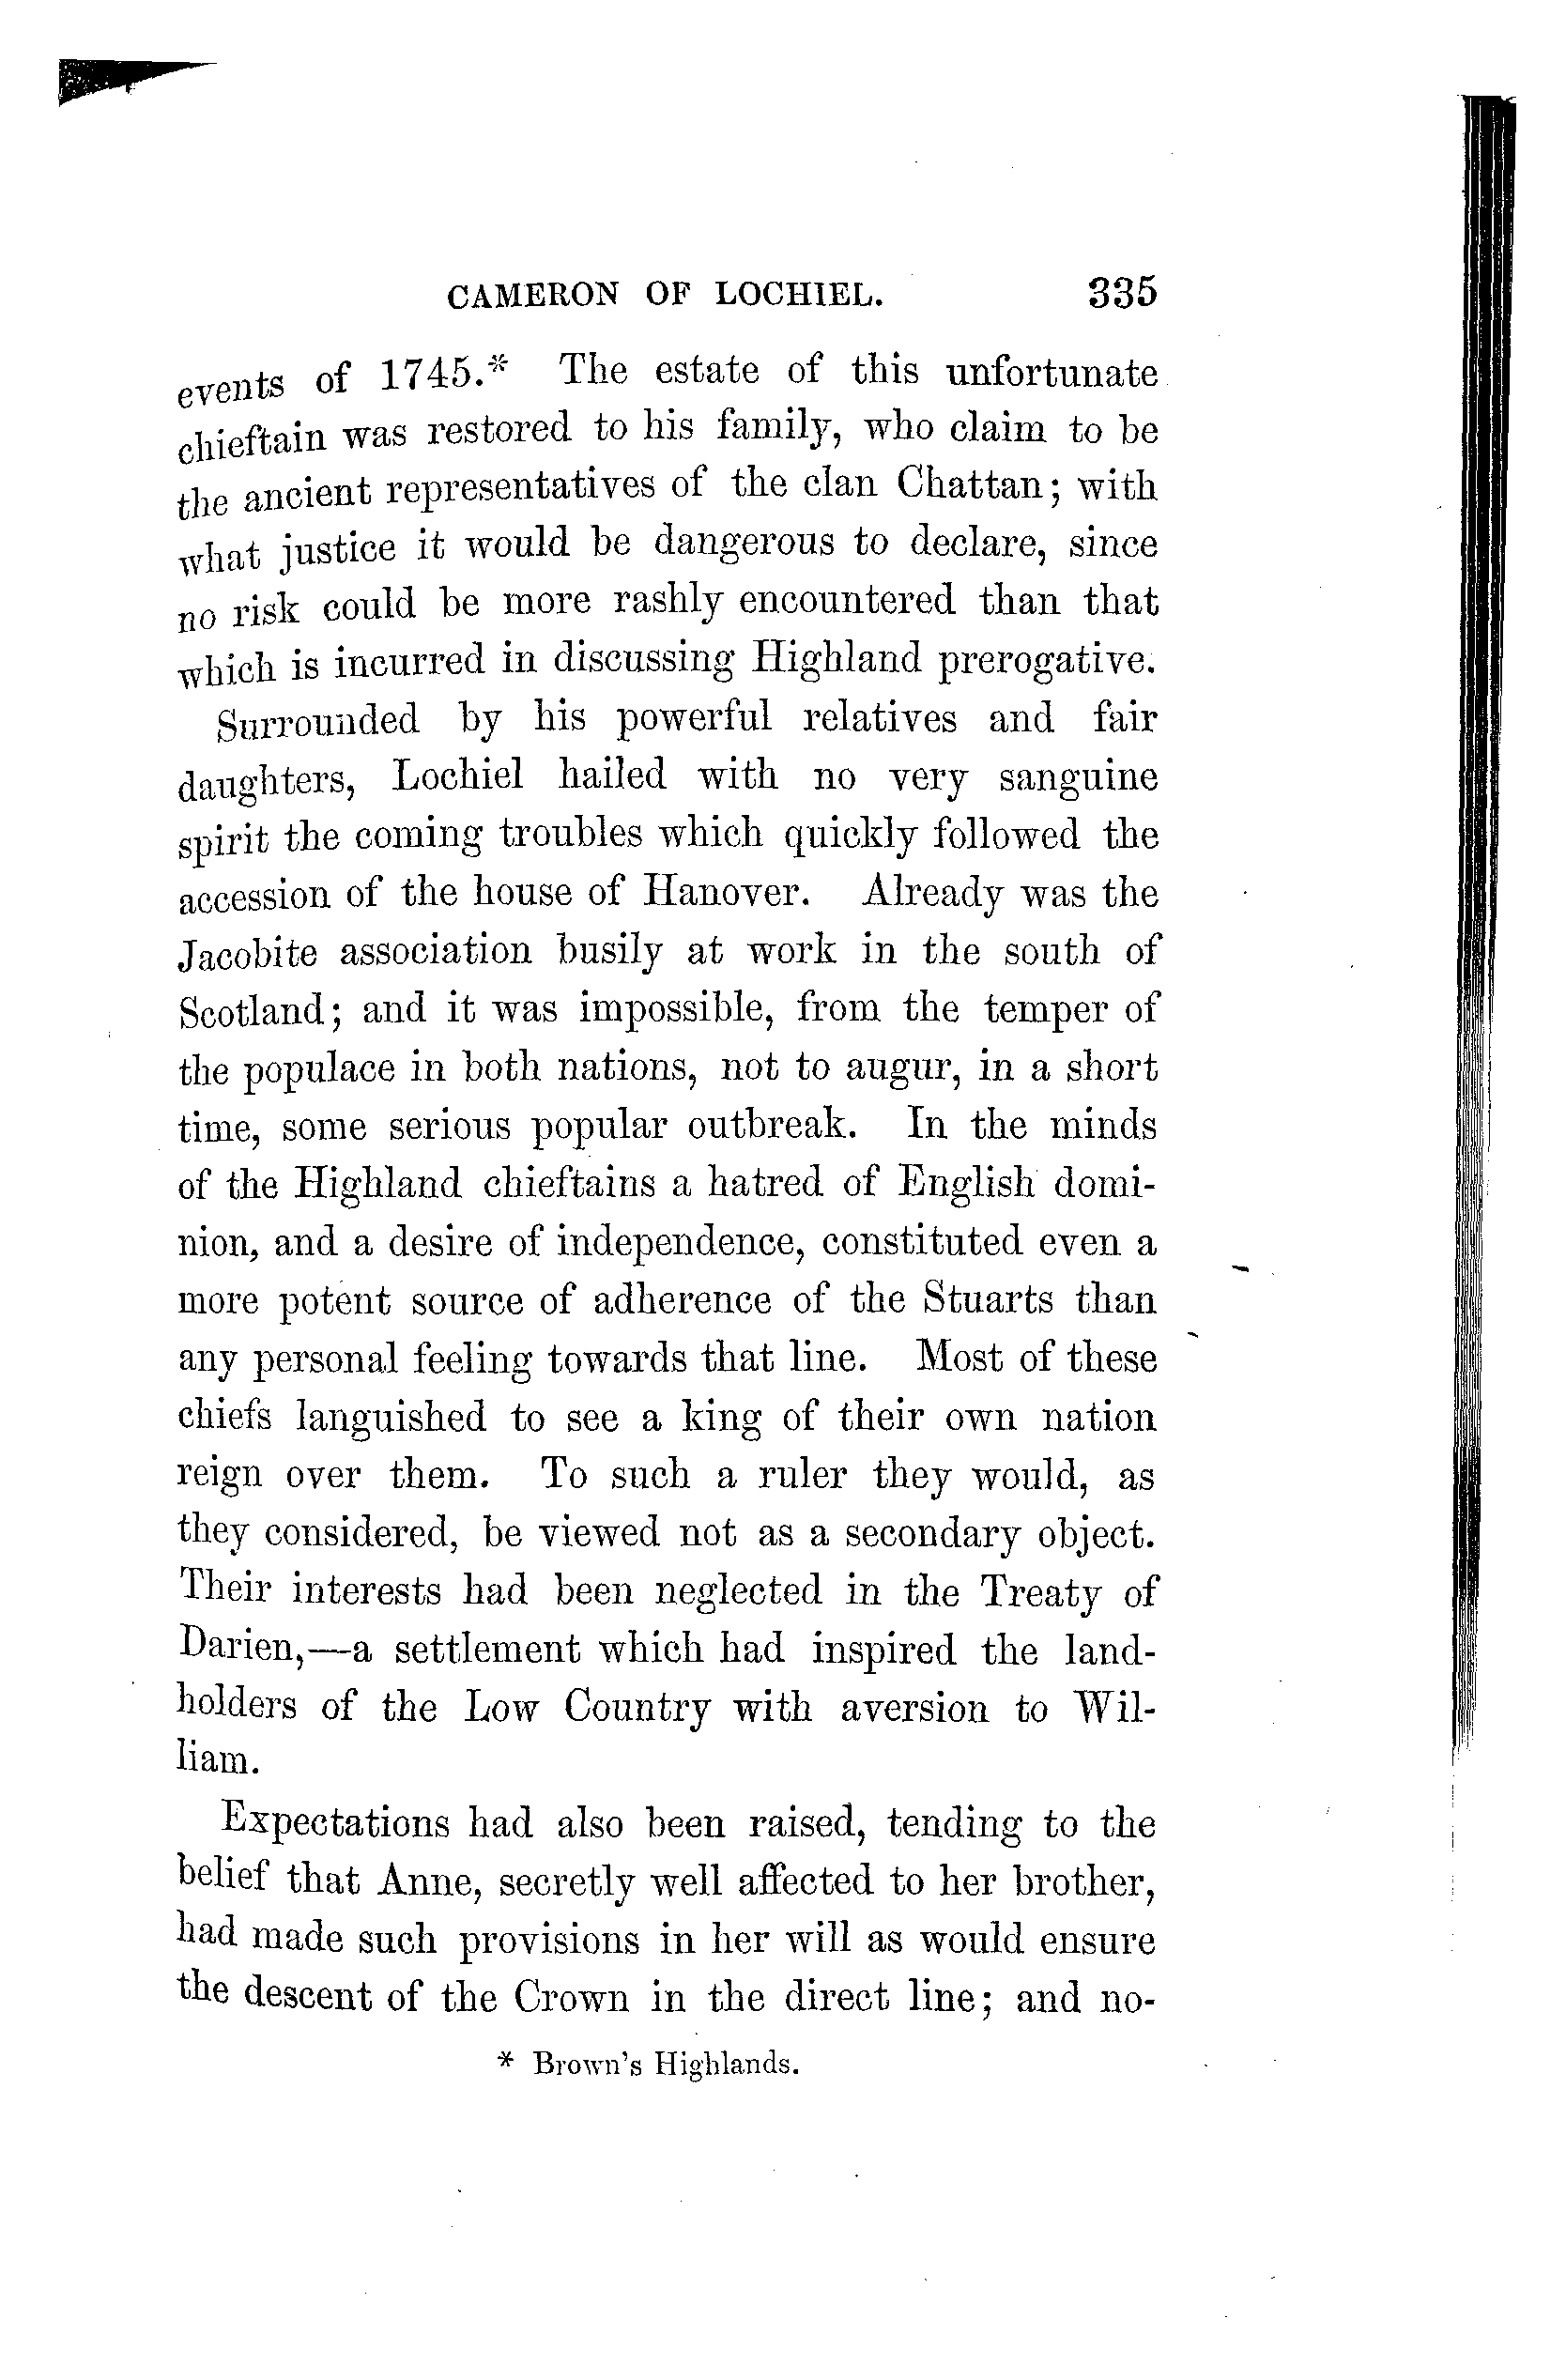 CAMERON OF LOCHIEL. 335
events of 1745.* The estate of this unfortunate
chieftain was restored to his family, who claim to be
the ancient representatives of the clan Chattan; with
what justice it would be dangerous to declare, since
no risk could be more rashly encountered than that
which is incurred in discussing Highland prerogative.
Surrounded by his powerful relatives and fair
daughters, Lochiel hailed with no very sanguine
spirit the coming troubles which quickly followed the
accession of the house of Hanover. Already was the
Jacobite association busily at work in the south of
Scotland; and it was impossible, from the temper of
the populace in both nations, not to augur, in a short
time, some serious popular outbreak. In the minds
of the Highland chieftains a hatred of English domi-
nion, and a desire of independence, constituted even a
more potent source of adherence of the Stuarts than
any personal feeling towards that line. Most of these
chiefs languished to see a king of their own nation
reign over them. To such a ruler they would, as
they considered, be viewed not as a secondary object.
Their interests had been neglected in the Treaty of
Darien,—a settlement which had inspired the land-
holders of the Low Country with aversion to Wil-
liam.
Expectations had also been raised, tending to the
belief that Anne, secretly well affected to her brother,
had made such provisions in her will as would ensure
the descent of the Crown in the direct line; and no-
* Brown's Highlands.